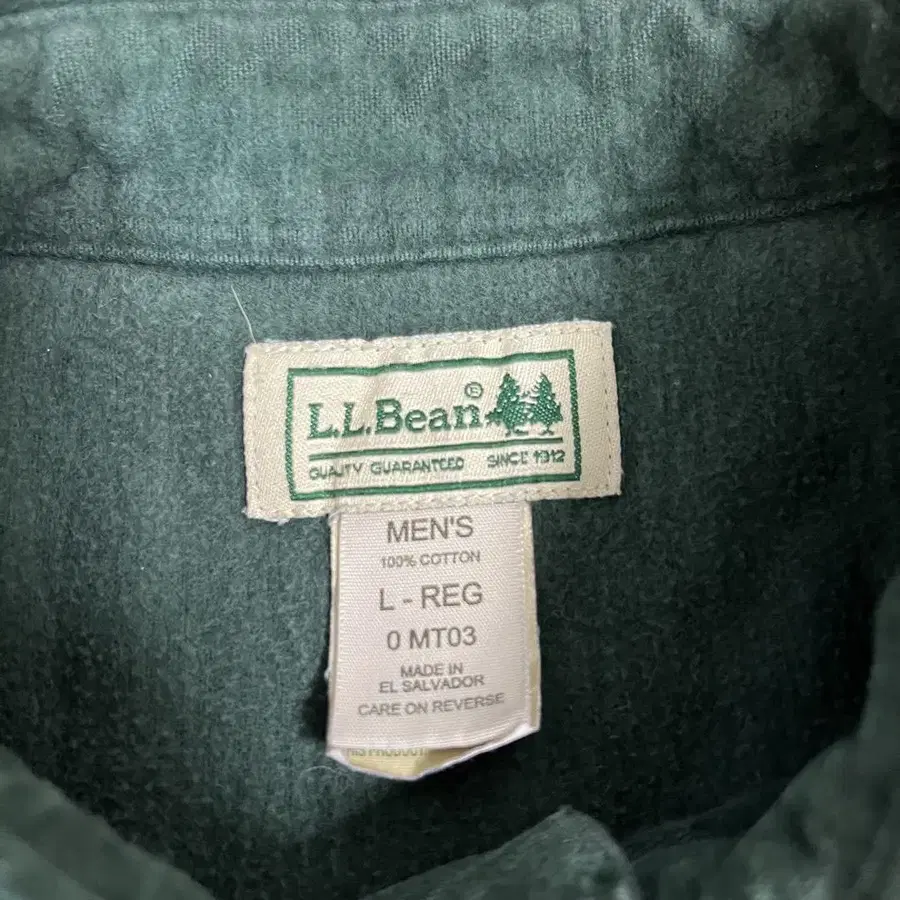 L.L.Bean®
QUALITY GUARANTEED SINCE 1912
MEN'S
100% COTTON
L - REG
0 MT03
MADE IN
EL SALVADOR
CARE ON REVERSE